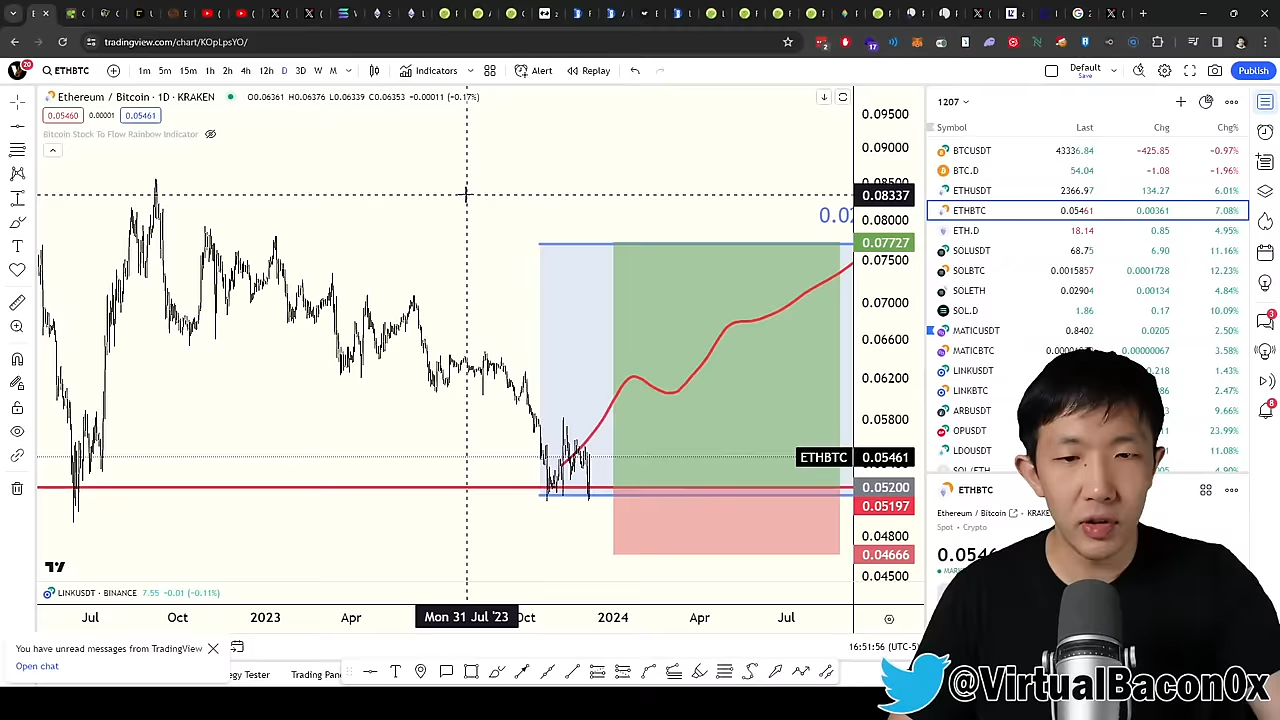 tradingview.com/chart/KOpLpsYO/
20
ETHBTC
1m 5m 15m 1h 2h 4h 12h D 3D W M
Indicators
Alert
Replay
Default
Save
Publish
Ethereum / Bitcoin · 1D · KRAKEN
O0.06361 H0.06376 L0.06339 C0.06353 -0.00011 (-0.17%)
0.05460 0.00001 0.05461
Bitcoin Stock To Flow Rainbow Indicator
0.09500
0.09000
0.08337
0.08000
0.07727
0.07500
0.07000
0.06600
0.06200
0.05800
ETHBTC 0.05461
0.05200
0.05197
0.04800
0.04666
0.04500
LINKUSDT · BINANCE 7.55 -0.01 (-0.11%)
Jul Oct 2023 Apr Mon 31 Jul '23 Oct 2024 Apr Jul
You have unread messages from TradingView
Open chat
16:51:56 (UTC-5)
Trading Pan
1207
Symbol Last Chg Chg%
BTCUSDT 43336.84 -425.85 -0.97%
BTC.D 54.04 -1.08 -1.96%
ETHUSDT 2366.97 134.27 6.01%
ETHBTC 0.05461 0.00361 7.08%
ETH.D 18.14 0.85 4.95%
SOLUSDT 68.75 6.90 11.16%
SOLBTC 0.0015857 0.0001728 12.23%
SOLETH 0.02904 0.00134 4.84%
SOL.D 1.86 0.17 10.09%
MATICUSDT 0.8402 0.0205 2.50%
MATICBTC 3.58%
LINKUSDT 1.43%
LINKBTC 2.47%
ARBUSDT 9.66%
OPUSDT 23.99%
LDOUSDT 11.08%
ETHBTC
Ethereum / Bitcoin
Spot • Crypto
@VirtualBacon0x